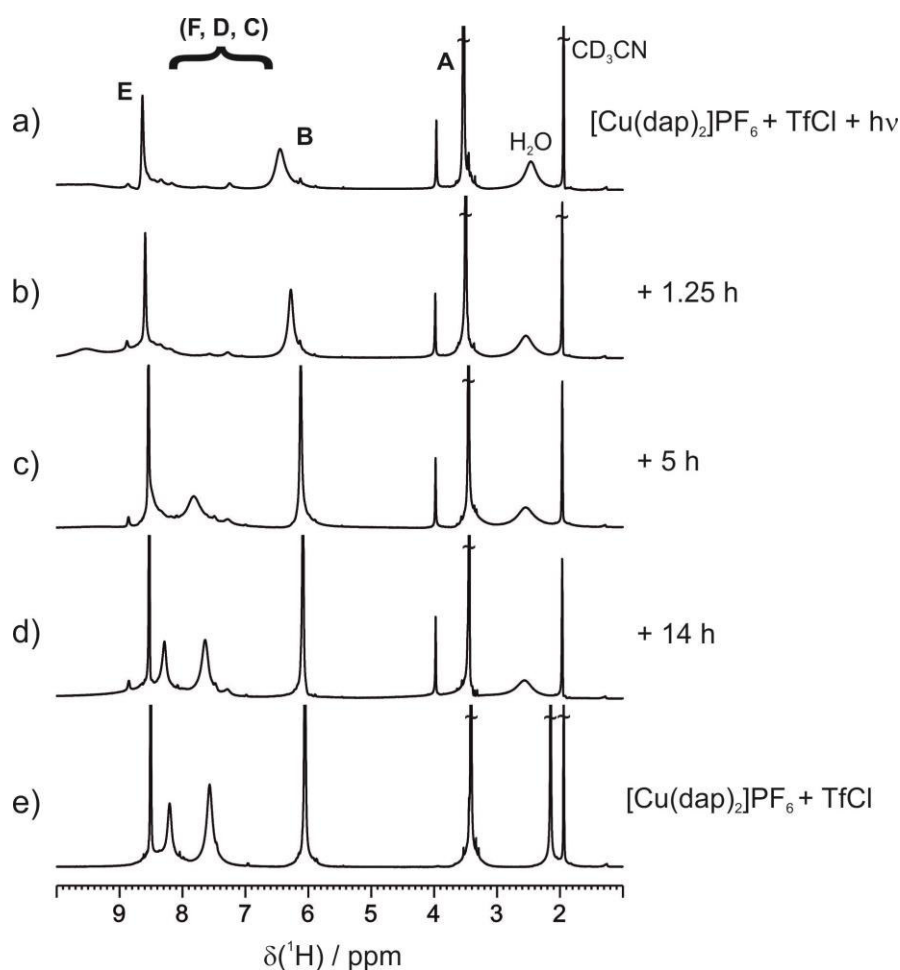 (F, D, C)
E
B
A
CD₃CN
H₂O
a)
[Cu(dap)₂]PF₆ + TfCl + hν
b)
+ 1.25 h
c)
+ 5 h
d)
+ 14 h
e)
[Cu(dap)₂]PF₆ + TfCl
9 8 7 6 5 4 3 2
δ(¹H) / ppm